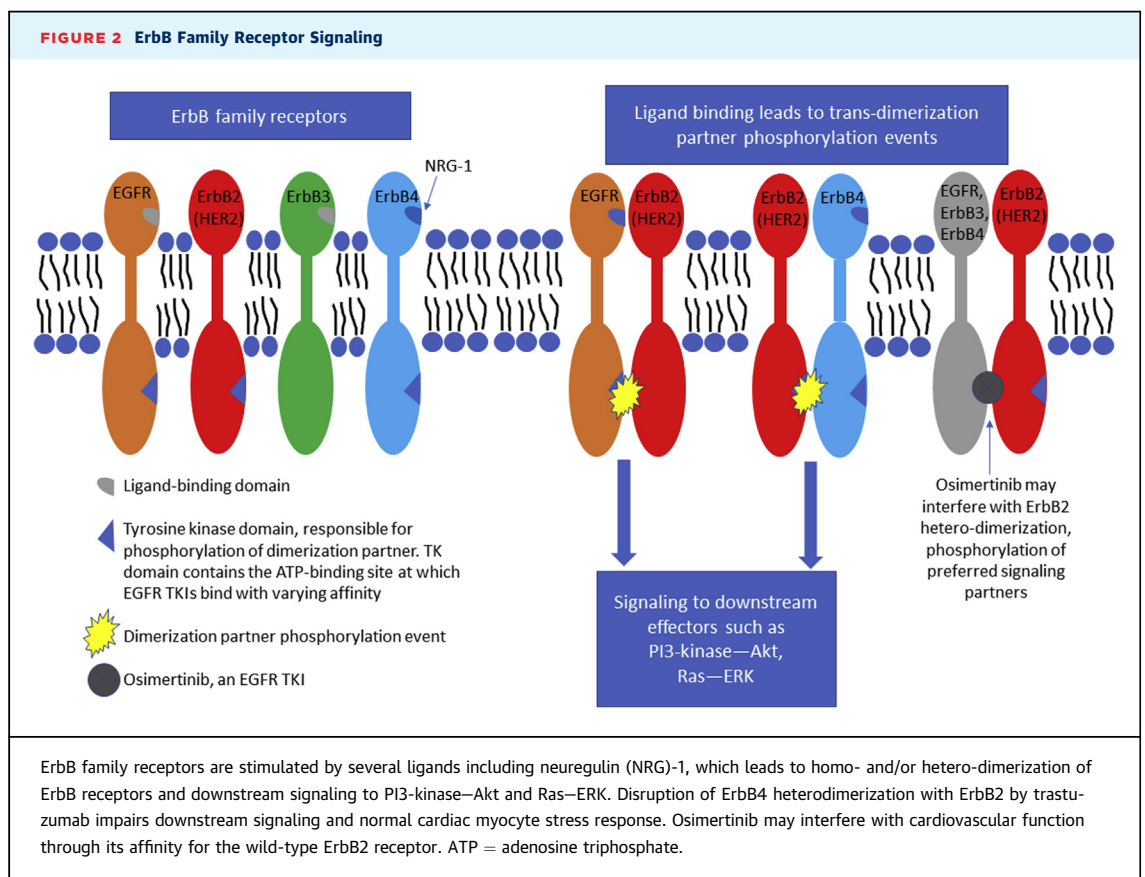 FIGURE 2 ErbB Family Receptor Signaling
ErbB family receptors
Ligand binding leads to trans-dimerization
partner phosphorylation events
NRG-1
EGFR
ErbB2
(HER2)
ErbB3
ErbB4
EGFR
ErbB2
(HER2)
ErbB2
(HER2)
ErbB4
EGFR,
ErbB3,
ErbB4
ErbB2
(HER2)
Ligand-binding domain
Tyrosine kinase domain, responsible for
phosphorylation of dimerization partner. TK
domain contains the ATP-binding site at which
EGFR TKIs bind with varying affinity
Dimerization partner phosphorylation event
Osimertinib, an EGFR TKI
Signaling to downstream
effectors such as
PI3-kinase—Akt,
Ras—ERK
Osimertinib may
interfere with ErbB2
hetero-dimerization,
phosphorylation of
preferred signaling
partners
ErbB family receptors are stimulated by several ligands including neuregulin (NRG)-1, which leads to homo- and/or hetero-dimerization of
ErbB receptors and downstream signaling to PI3-kinase–Akt and Ras–ERK. Disruption of ErbB4 heterodimerization with ErbB2 by trastu-
zumab impairs downstream signaling and normal cardiac myocyte stress response. Osimertinib may interfere with cardiovascular function
through its affinity for the wild-type ErbB2 receptor. ATP = adenosine triphosphate.